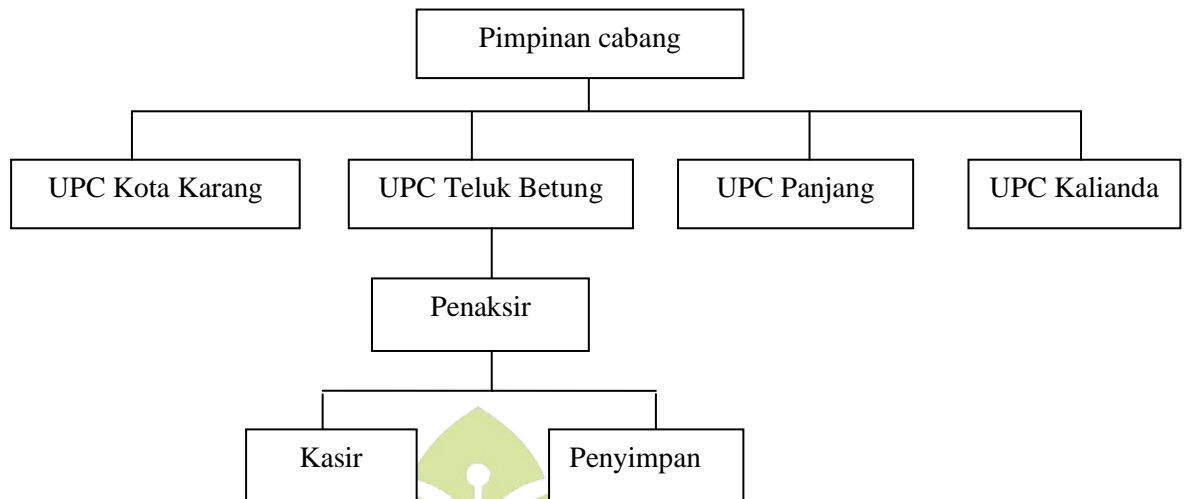 Pimpinan cabang
UPC Kota Karang
UPC Teluk Betung
UPC Panjang
UPC Kalianda
Penaksir
Kasir
Penyimpan